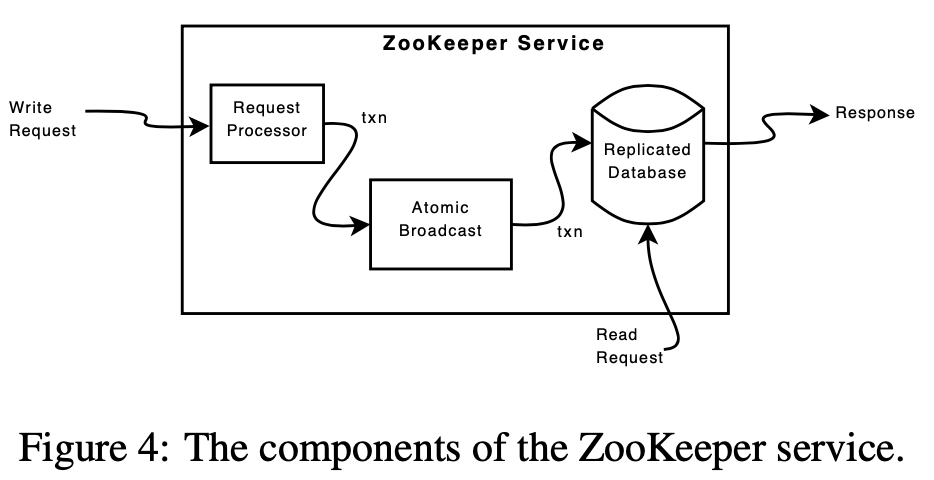 ZooKeeper Service
Write
Request
Request
Processor
txn
Atomic
Broadcast
txn
Replicated
Database
Response
Read
Request
Figure 4: The components of the ZooKeeper service.